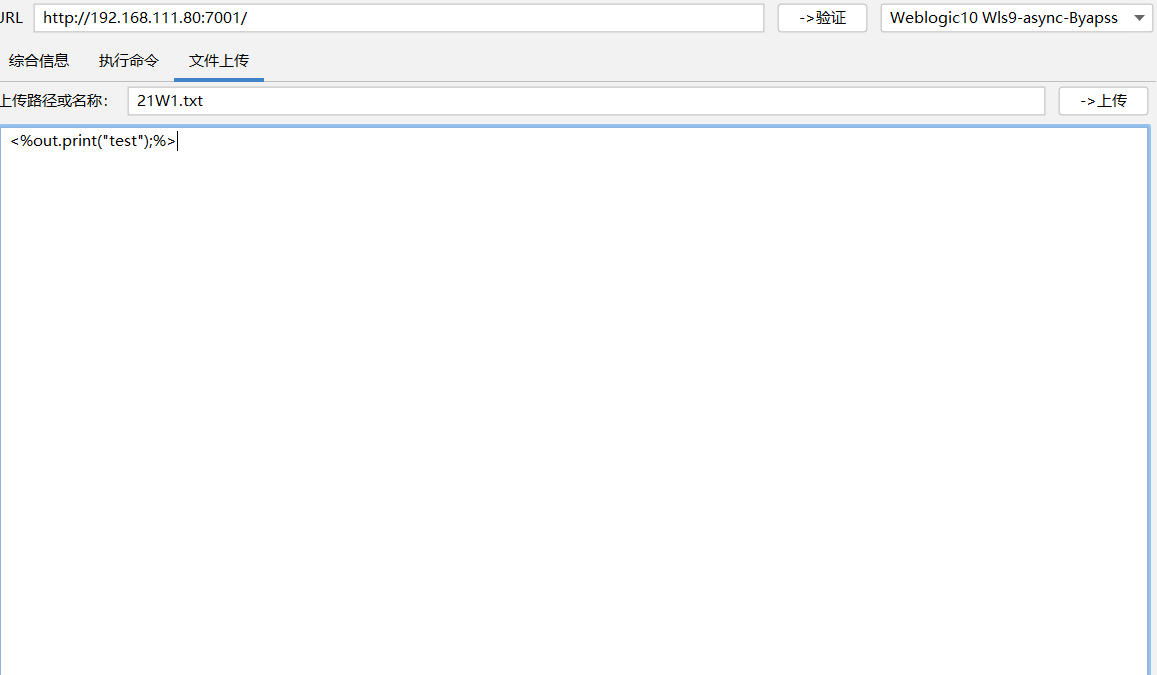 URL http://192.168.111.80:7001/ ->验证 Weblogic10 Wls9-async-Byapss
综合信息 执行命令 文件上传
上传路径或名称： 21W1.txt ->上传
<%out.print("test");%>